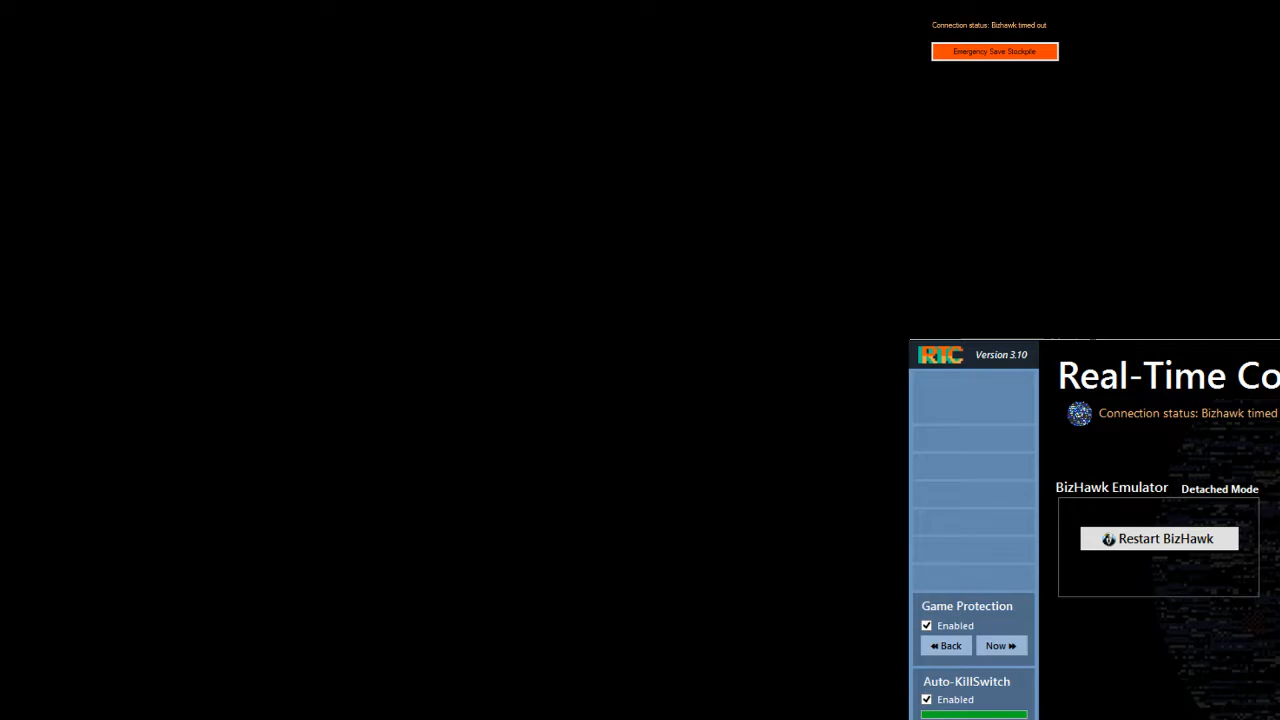 Connection status: Bizhawk timed out
Emergency Save Stockpile
RTC Version 3.10
Real-Time Co
Connection status: Bizhawk timed
BizHawk Emulator Detached Mode
Restart BizHawk
Game Protection
Enabled
Back Now
Auto-KillSwitch
Enabled